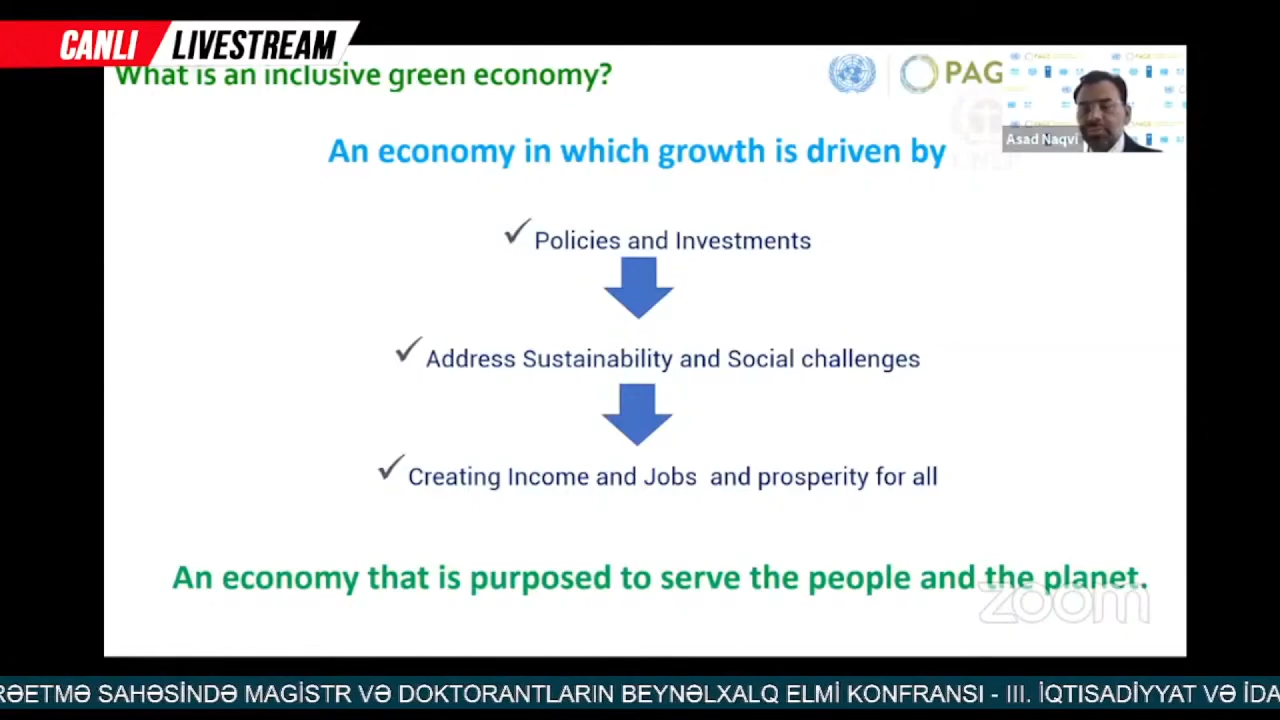 CANLI LIVESTREAM
What is an inclusive green economy?
PAG
Asad Naqvi
An economy in which growth is driven by
Policies and Investments
Address Sustainability and Social challenges
Creating Income and Jobs and prosperity for all
An economy that is purposed to serve the people and the planet.
zoom
RƏETMƏ SAHƏSİNDƏ MAGİSTR VƏ DOKTORANTLARIN BEYNƏLXALQ ELMİ KONFRANSI - III. İQTISADİYYAT VƏ İDA